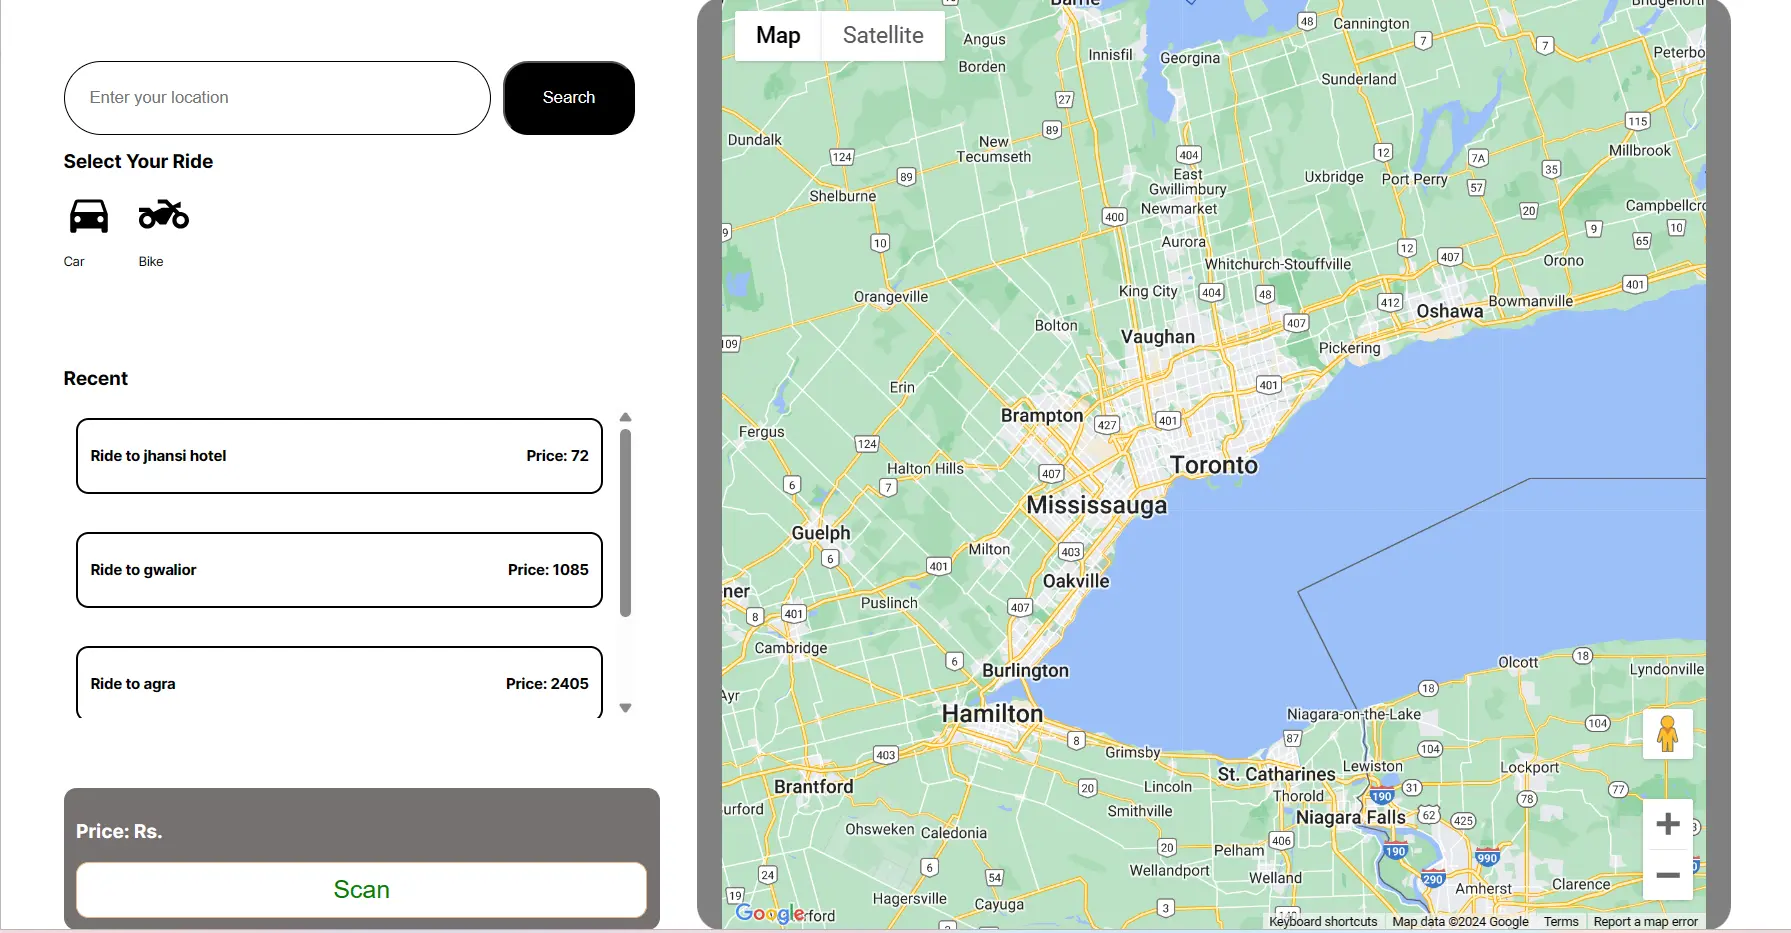 Enter your location
Search
Select Your Ride
Car
Bike
Recent
Ride to jhansi hotel
Price: 72
Ride to gwalior
Price: 1085
Ride to agra
Price: 2405
Price: Rs.
Scan
Map
Satellite
Barrie
48
Cannington
Angus
Innisfil
Georgina
7
7
Peterbo
Borden
Sunderland
27
Dundalk
89
115
New
Tecumseth
124
404
12
7A
Millbrook
89
East
Gwillimbury
Uxbridge
Port Perry
35
57
Shelburne
Newmarket
20
Campbellcro
400
9
10
Aurora
12
9
65
10
407
Whitchurch-Stouffville
Orono
King City
404
48
412
401
Orangeville
Bowmanville
Bolton
407
Oshawa
Vaughan
109
Pickering
Erin
401
Brampton
427
401
Fergus
124
Halton Hills
407
Toronto
6
7
Mississauga
Guelph
6
Milton
403
401
Oakville
ner
Puslinch
407
8
401
Cambridge
6
Burlington
Olcott
18
Lyndonville
Ayr
18
Hamilton
Niagara-on-the-Lake
104
8
87
Grimsby
104
403
Lewiston
Lockport
St. Catharines
Brantford
20
Lincoln
190
31
78
77
Thorold
urford
Smithville
Niagara Falls
62
425
Ohsweken
Caledonia
406
20
Pelham
190
990
6
Wellandport
24
54
Welland
290
Amherst
Clarence
19
Hagersville
Cayuga
3
Google
rford
Keyboard shortcuts
Map data ©2024 Google
Terms
Report a map error